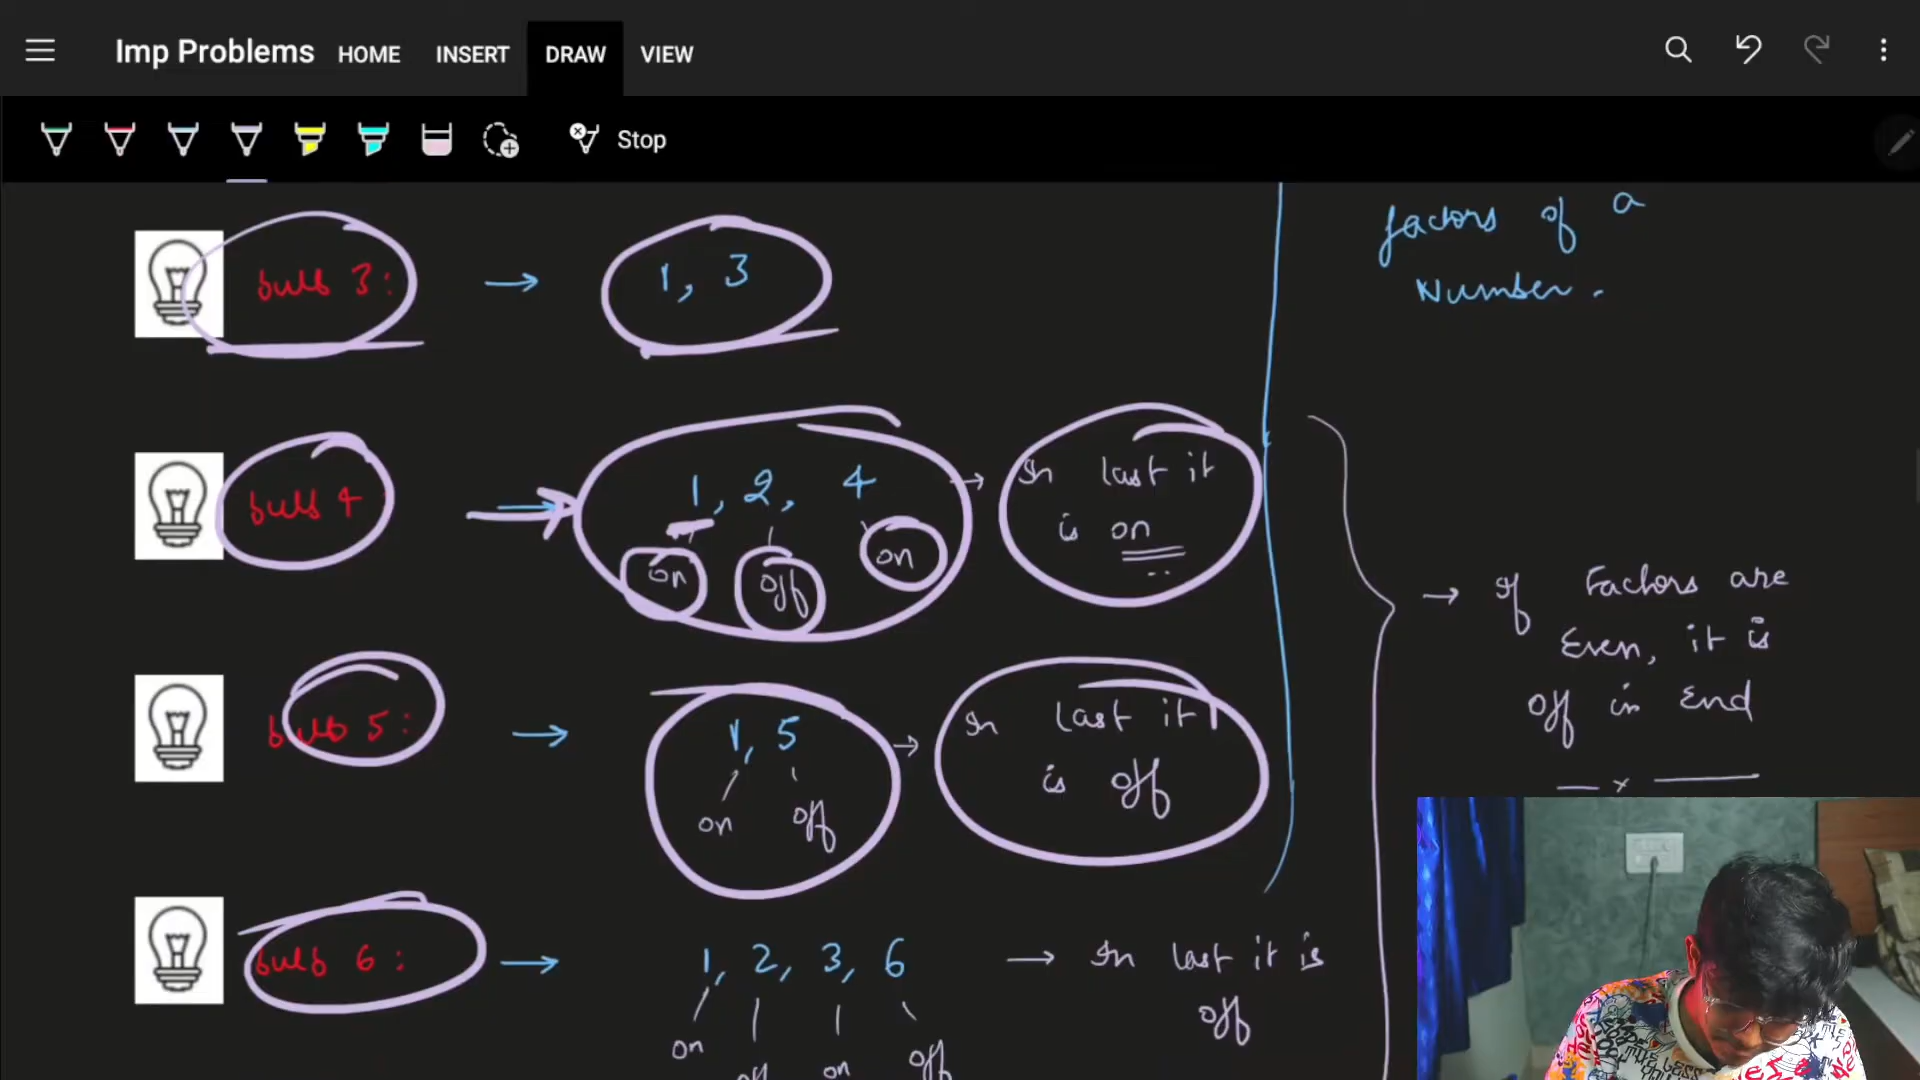 Imp Problems HOME INSERT DRAW VIEW
Stop
factors of a
Number.
bulb 3: → 1, 3
bulb 4 → 1, 2, 4 → In last it
is on
on off on
→ If Factors are
Even, it is
off in End
bulb 5: → 1, 5 → In last it
is off
on off
bulb 6: → 1, 2, 3, 6 → In last it is
off
on off on off